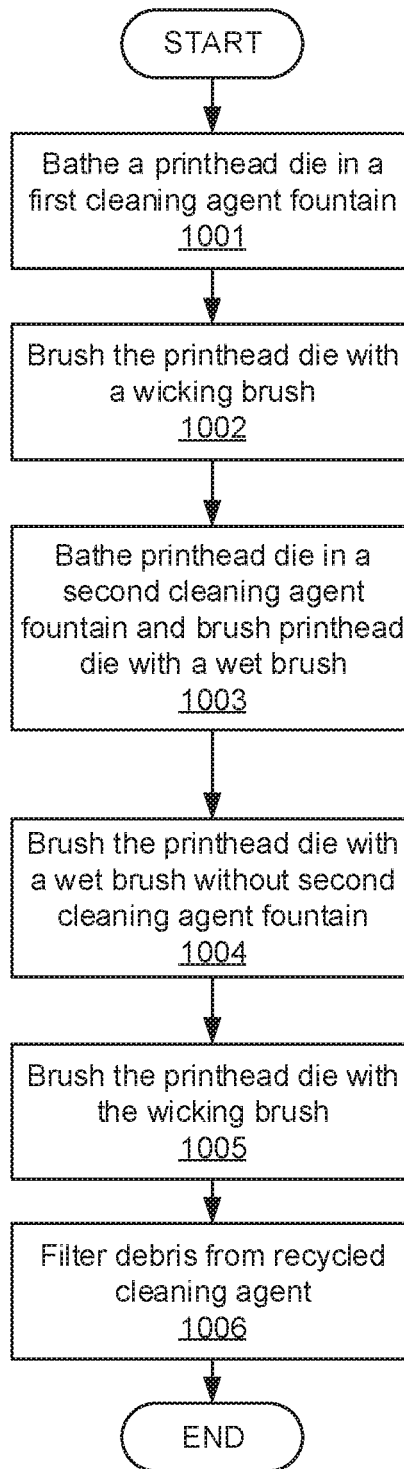 START
Bathe a printhead die in a
first cleaning agent fountain
1001
Brush the printhead die with
a wicking brush
1002
Bathe printhead die in a
second cleaning agent
fountain and brush printhead
die with a wet brush
1003
Brush the printhead die with
a wet brush without second
cleaning agent fountain
1004
Brush the printhead die with
the wicking brush
1005
Filter debris from recycled
cleaning agent
1006
END